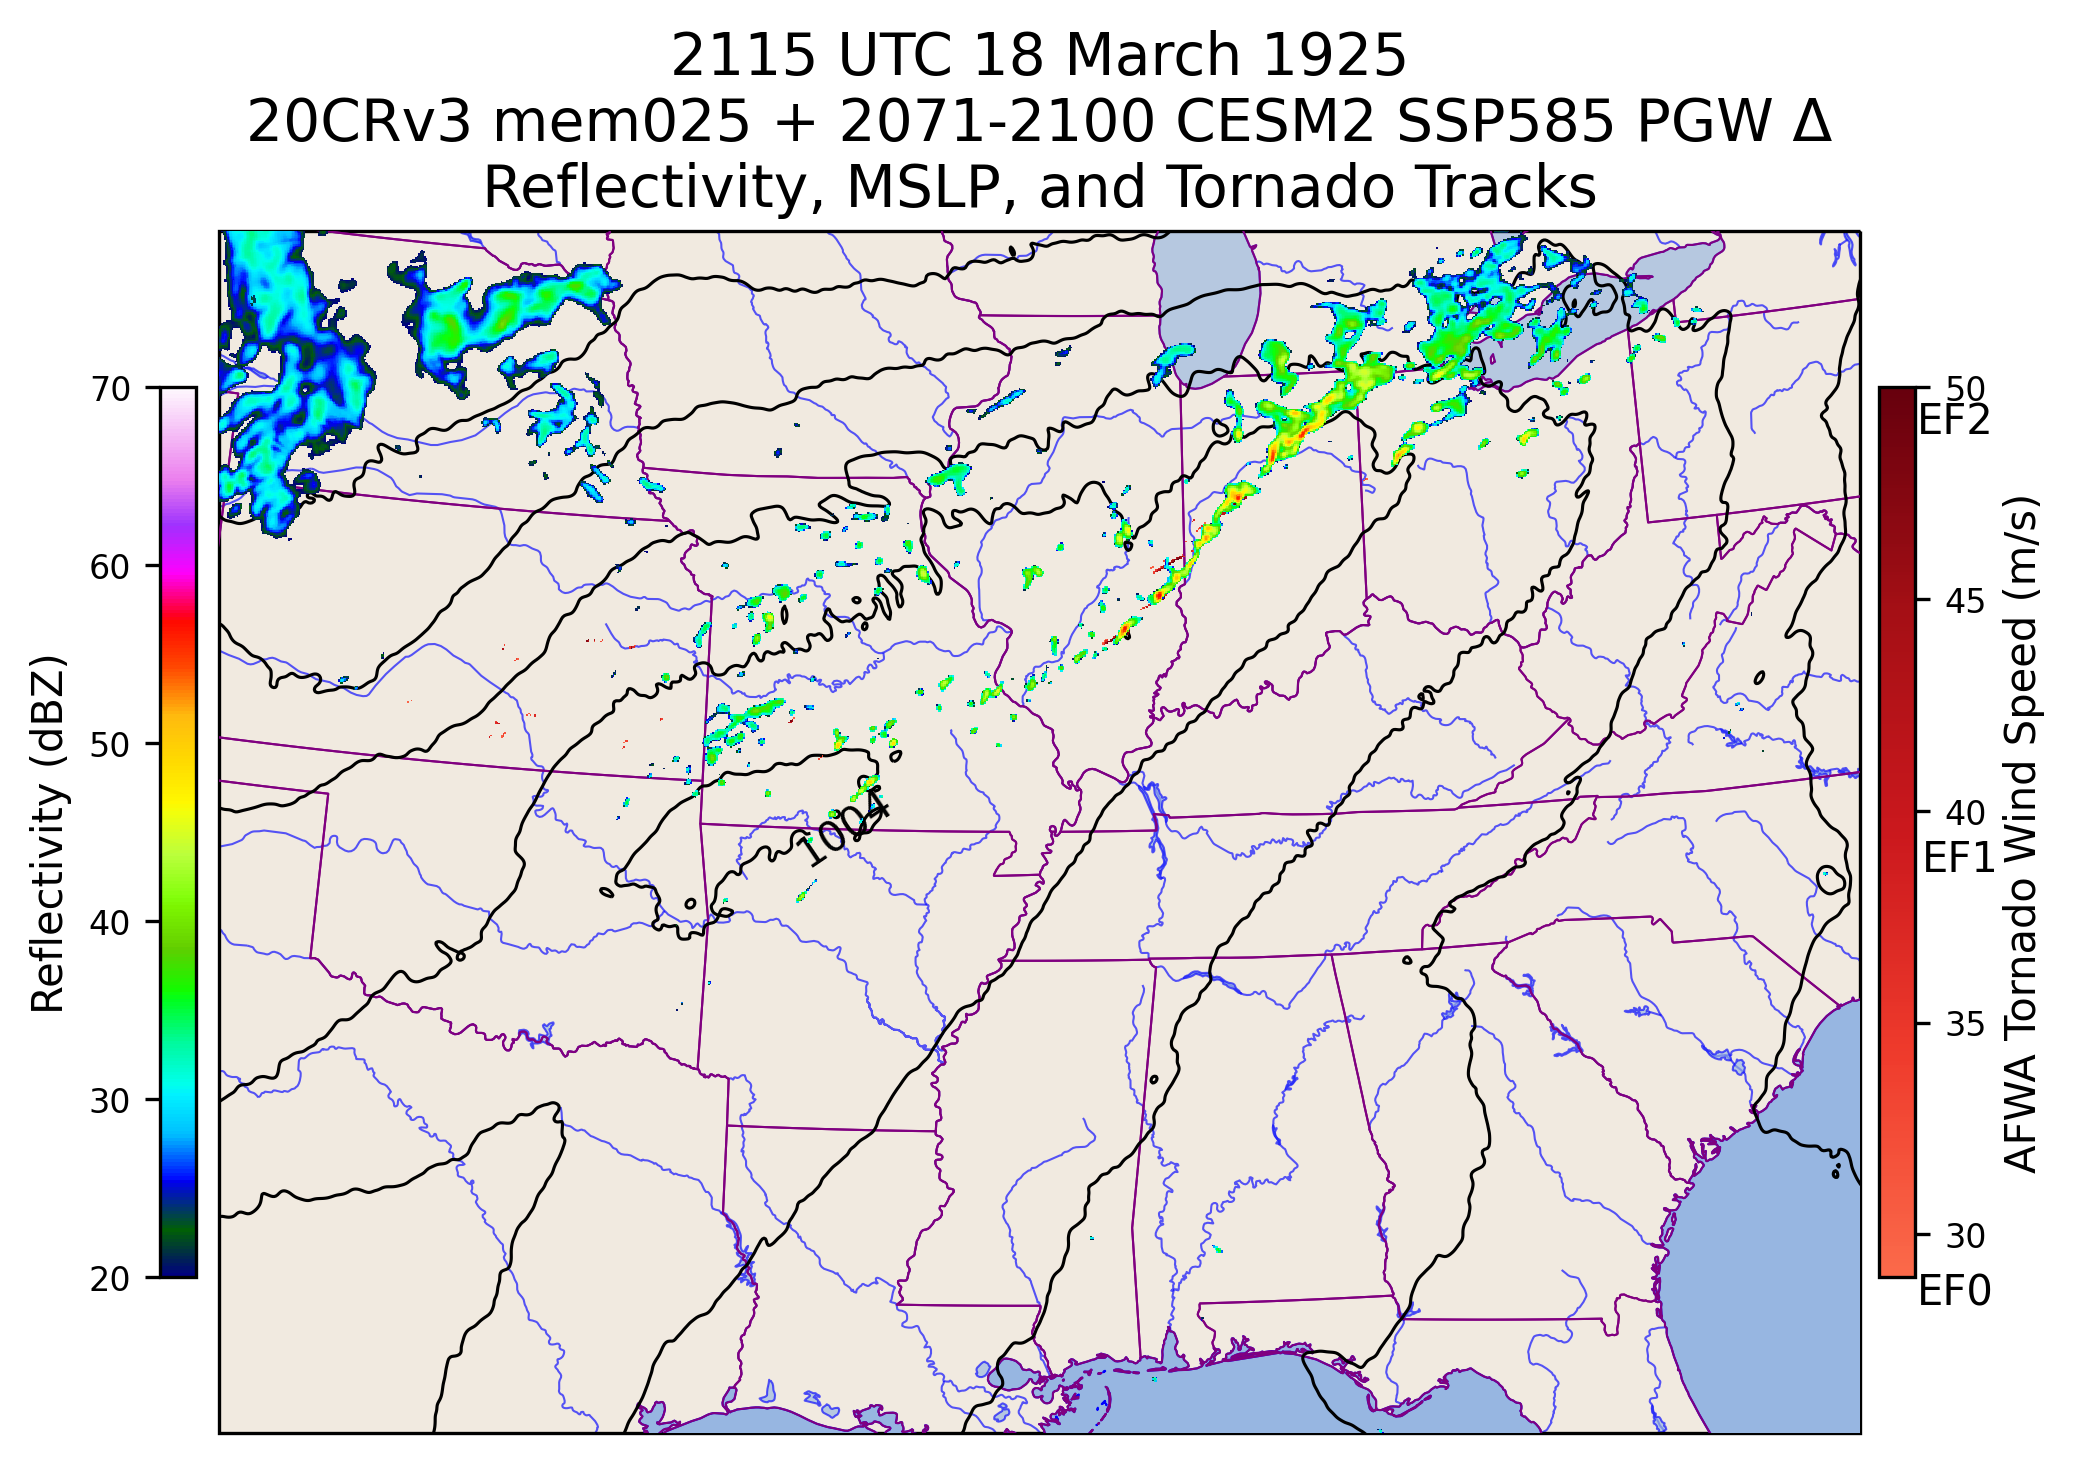 2115 UTC 18 March 1925
20CRv3 mem025 + 2071-2100 CESM2 SSP585 PGW Δ
Reflectivity, MSLP, and Tornado Tracks
70
60
50
40
30
20
Reflectivity (dBZ)
1004
50
EF2
45
40
EF1
35
30
EF0
AFWA Tornado Wind Speed (m/s)